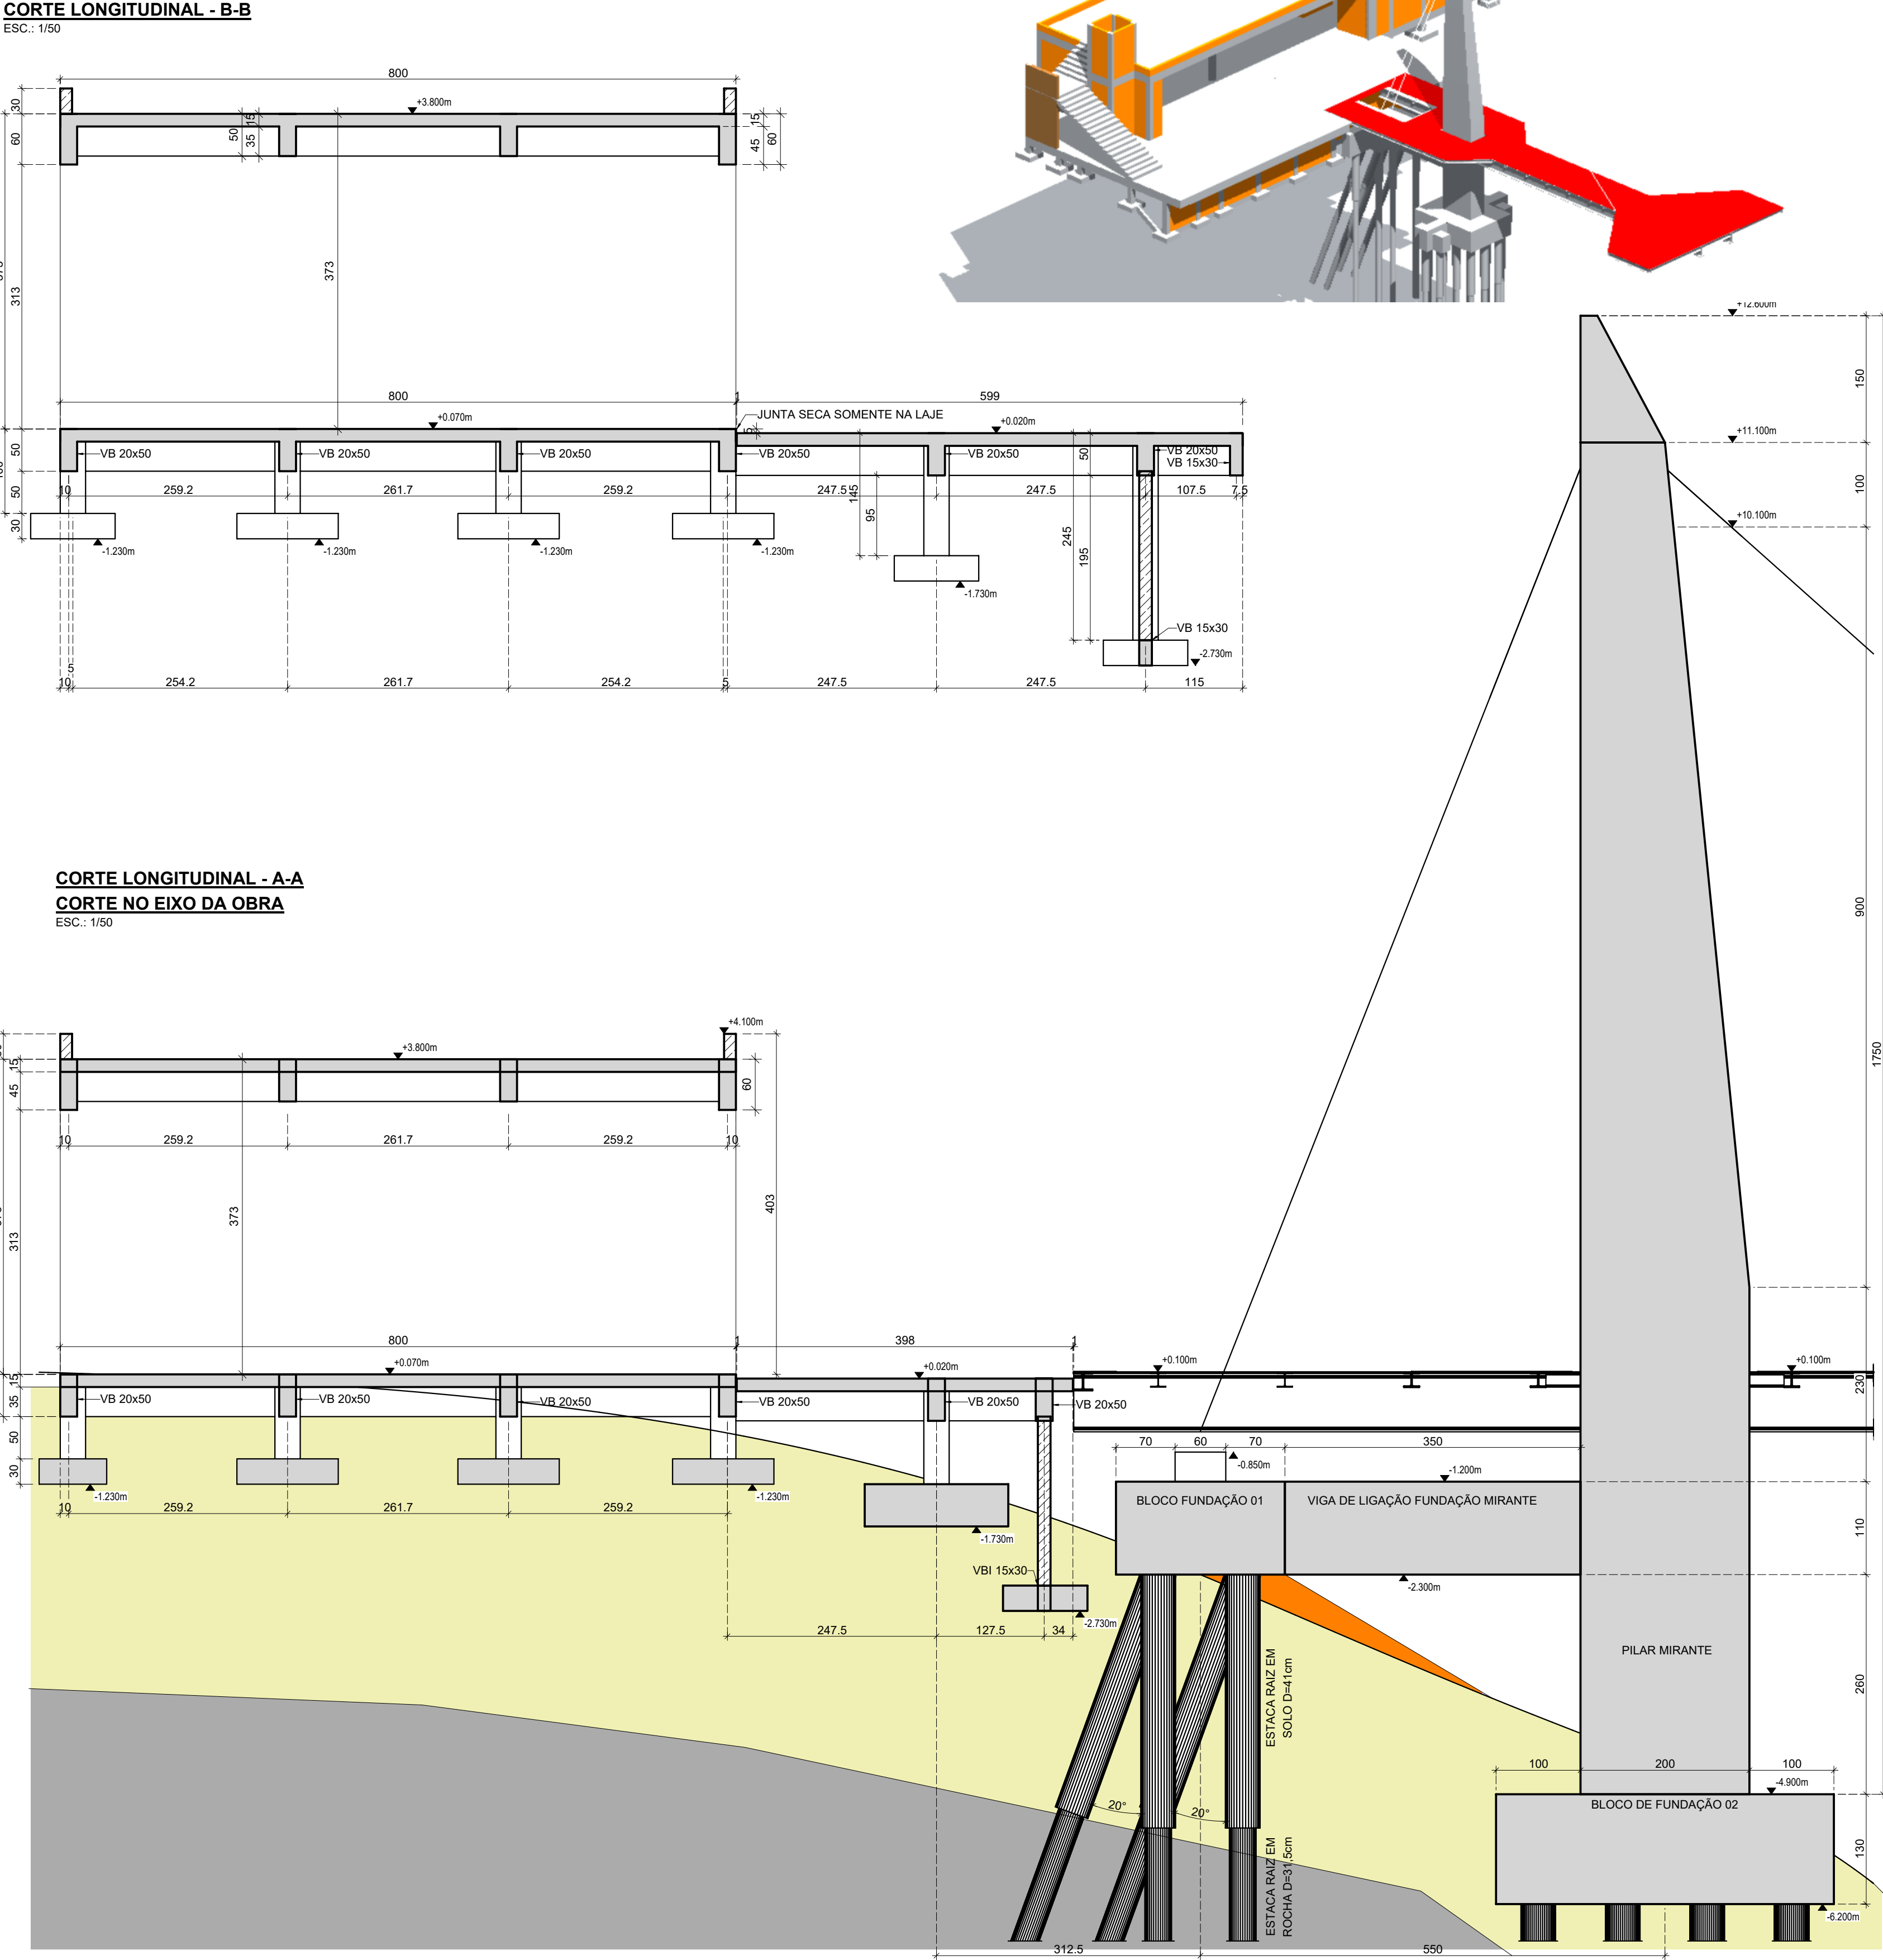 CORTE LONGITUDINAL - B-B
ESC.: 1/50
800
+3.800m
30
60
50
35
15
15
45
60
313
373
+12.600m
150
+11.100m
100
+10.100m
800
1
599
+0.070m
JUNTA SECA SOMENTE NA LAJE
5
+0.020m
50
50
30
VB 20x50
VB 20x50
VB 20x50
VB 20x50
VB 20x50
VB 20x50
VB 15x30
50
10
259.2
261.7
259.2
247.5
145
95
247.5
107.5
7.5
245
195
-1.230m
-1.230m
-1.230m
-1.230m
-1.730m
VB 15x30
-2.730m
10
5
254.2
261.7
254.2
5
247.5
247.5
115
CORTE LONGITUDINAL - A-A
CORTE NO EIXO DA OBRA
ESC.: 1/50
900
1750
+4.100m
+3.800m
15
45
60
10
259.2
261.7
259.2
10
313
373
403
800
1
398
1
+0.070m
+0.020m
+0.100m
+0.100m
15
35
50
30
230
VB 20x50
VB 20x50
VB 20x50
VB 20x50
VB 20x50
VB 20x50
70
60
70
350
-0.850m
-1.200m
BLOCO FUNDAÇÃO 01
VIGA DE LIGAÇÃO FUNDAÇÃO MIRANTE
110
-1.230m
-1.230m
10
259.2
261.7
259.2
-1.730m
VBI 15x30
-2.300m
-2.730m
247.5
127.5
34
PILAR MIRANTE
260
ESTACA RAIZ EM
SOLO D=41cm
100
200
100
-4.900m
20°
20°
BLOCO DE FUNDAÇÃO 02
ESTACA RAIZ EM
ROCHA D=31,5cm
130
-6.200m
312.5
550